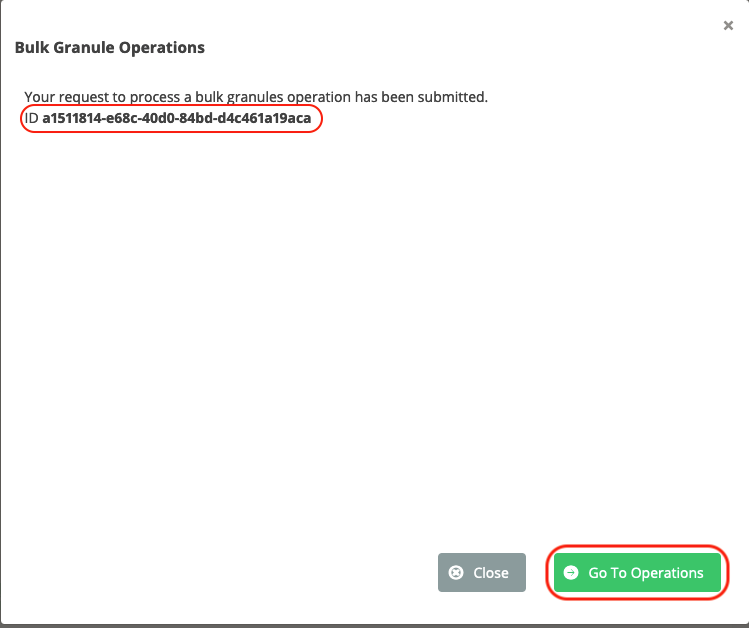 Bulk Granule Operations
Your request to process a bulk granules operation has been submitted.
ID a1511814-e68c-40d0-84bd-d4c461a19aca
Close
Go To Operations